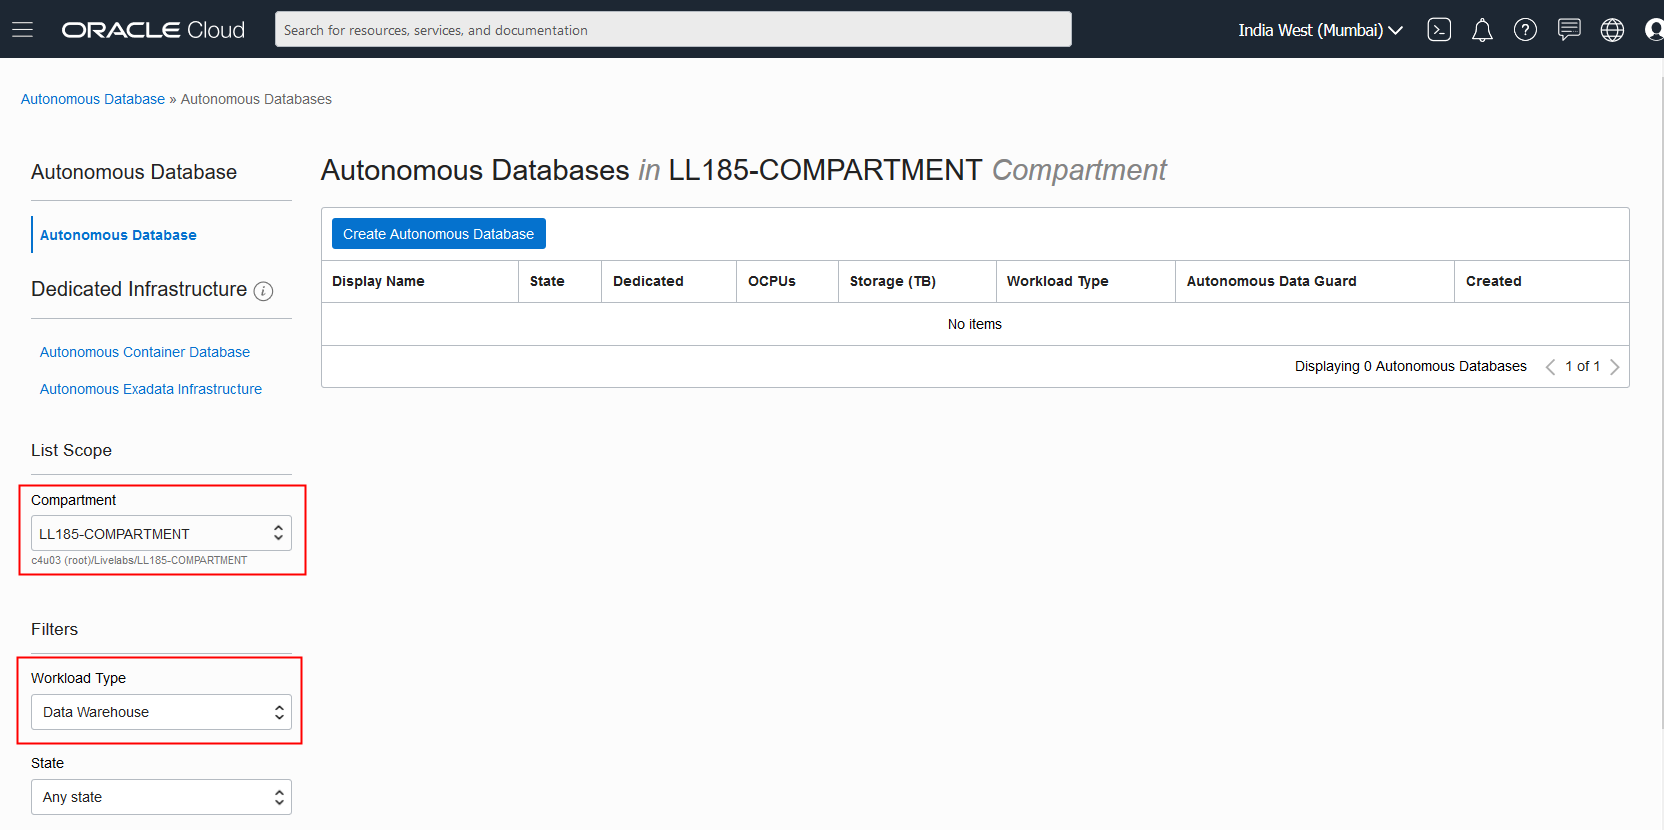 ORACLE Cloud
Search for resources, services, and documentation
India West (Mumbai)
Autonomous Database » Autonomous Databases
Autonomous Database
Autonomous Database
Dedicated Infrastructure i
Autonomous Container Database
Autonomous Exadata Infrastructure
List Scope
Compartment
LL185-COMPARTMENT
c4u03 (root)/Livelabs/LL185-COMPARTMENT
Filters
Workload Type
Data Warehouse
State
Any state
Autonomous Databases in LL185-COMPARTMENT Compartment
Create Autonomous Database
Display Name State Dedicated OCPUs Storage (TB) Workload Type Autonomous Data Guard Created
No items
Displaying 0 Autonomous Databases 1 of 1